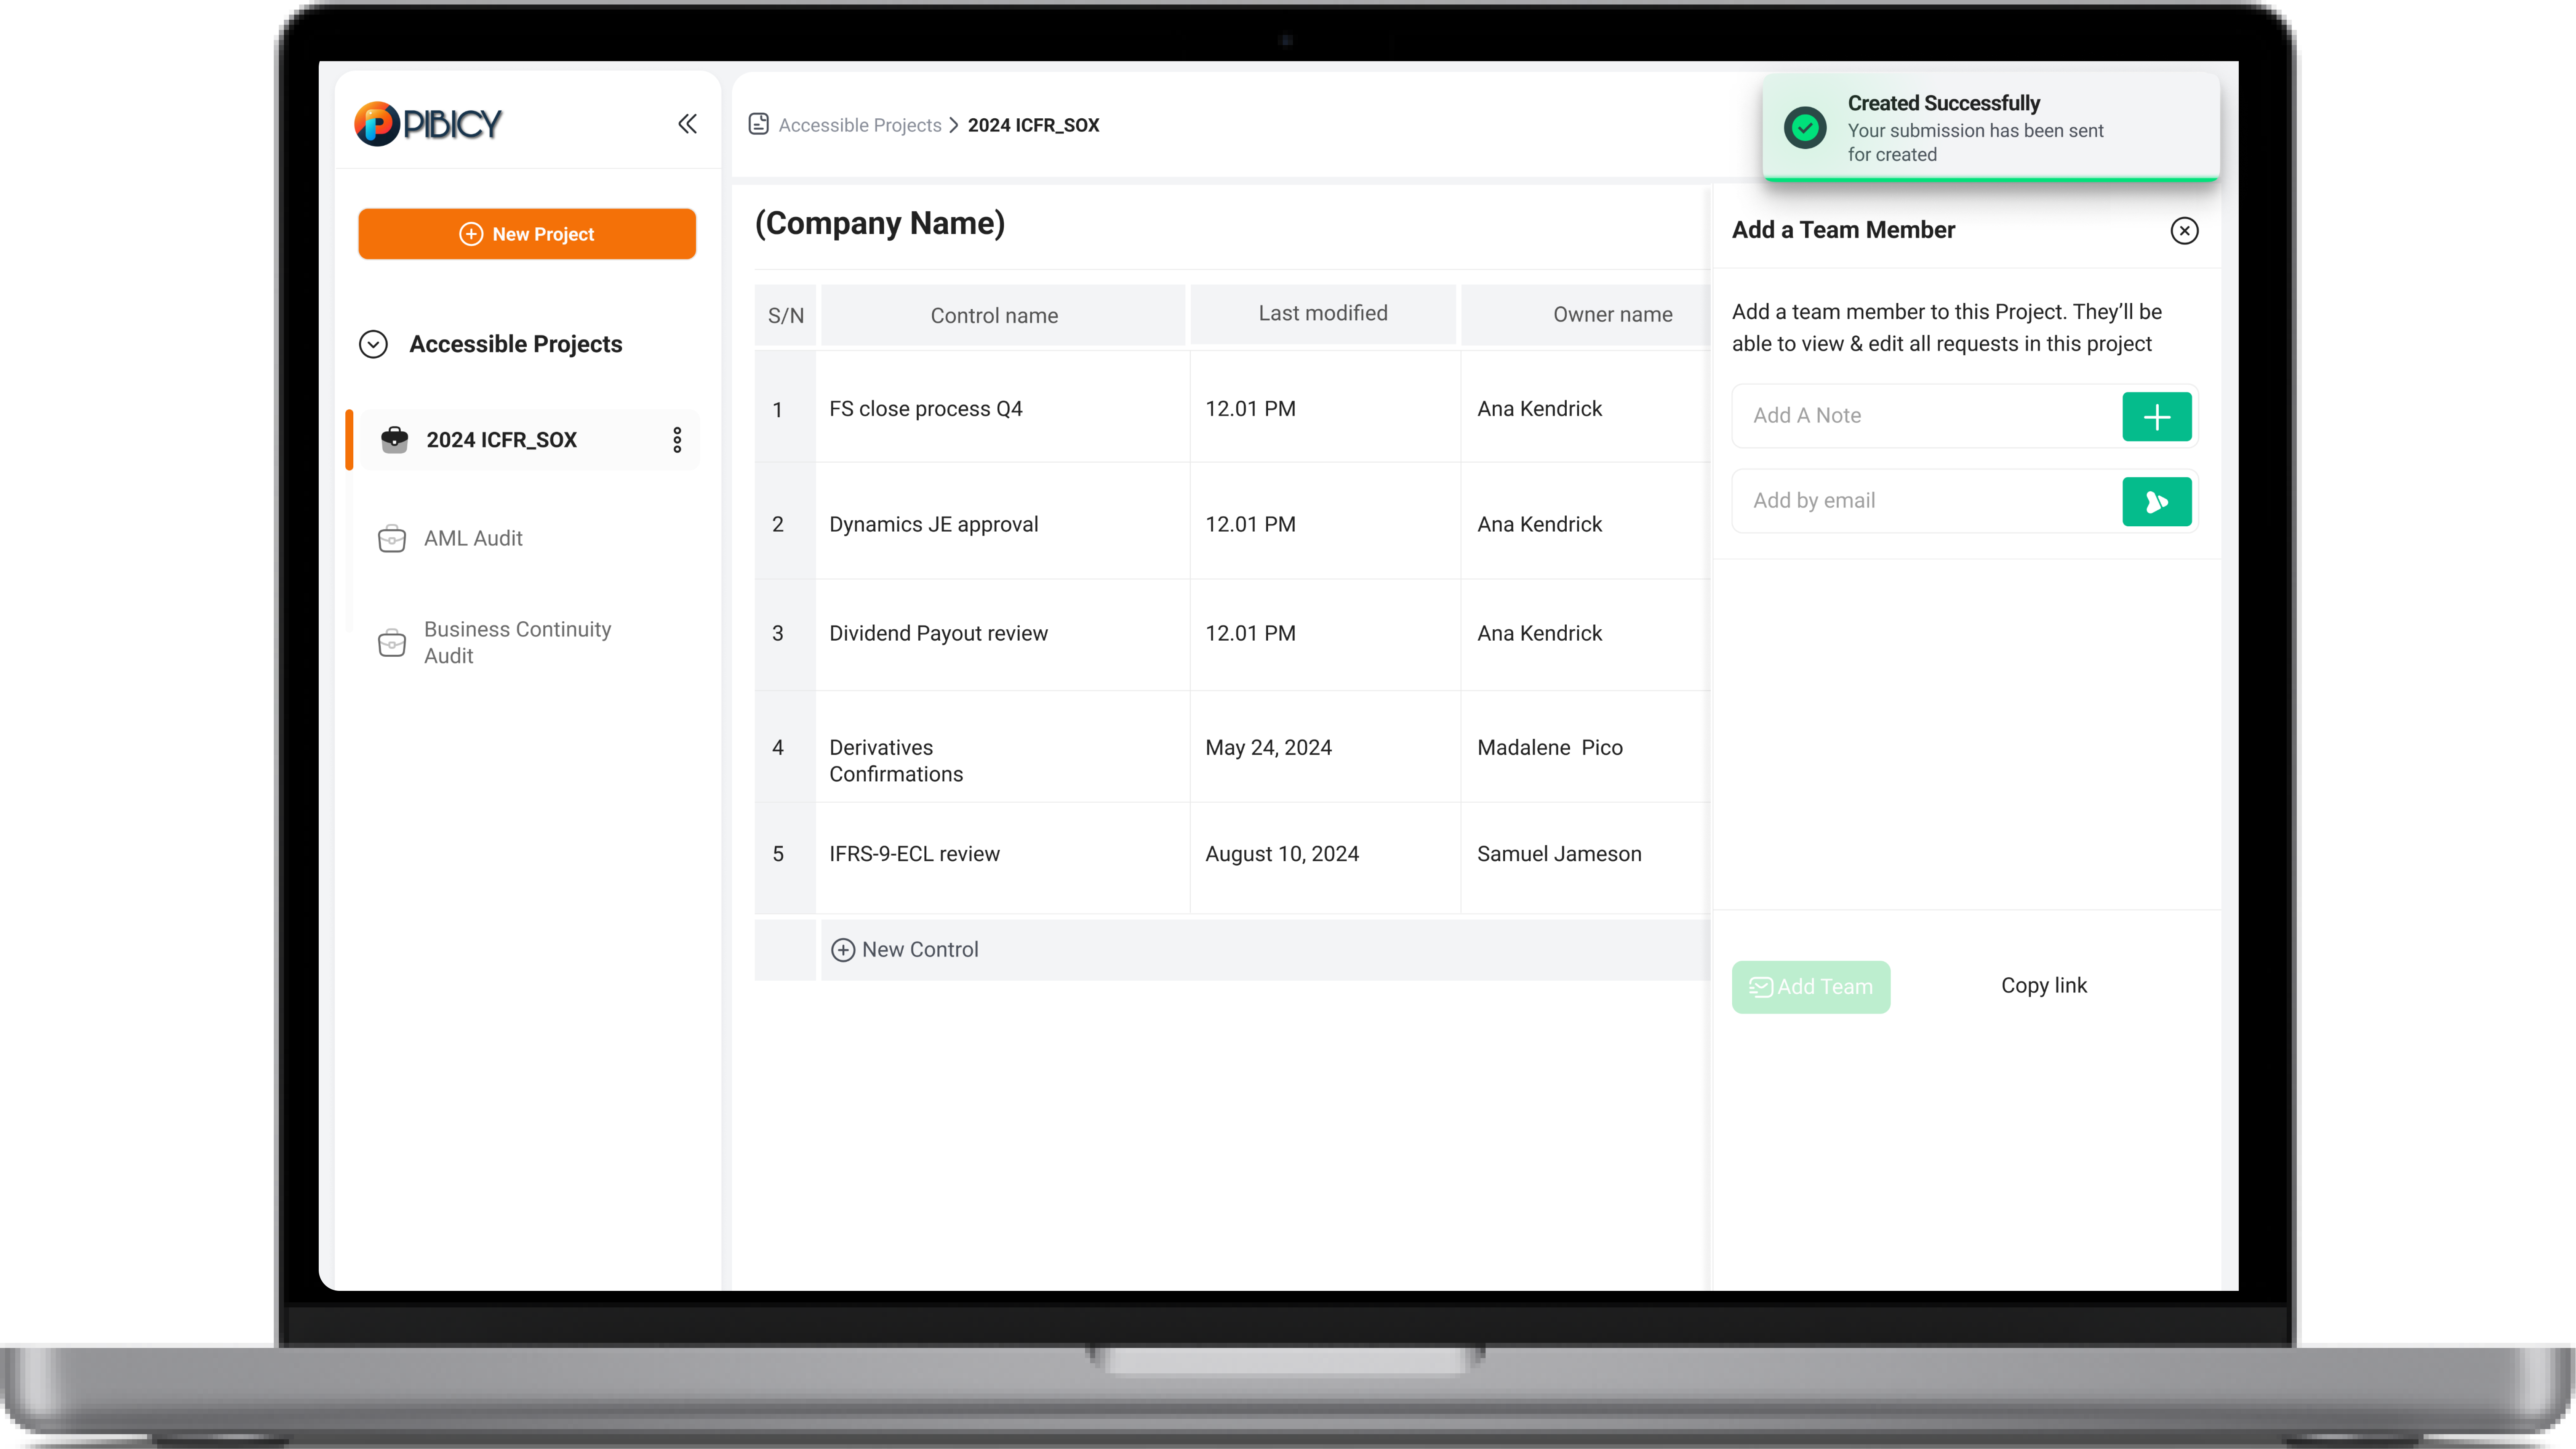 PIBICY
New Project
Accessible Projects
2024 ICFR_SOX
AML Audit
Business Continuity
Audit
Accessible Projects > 2024 ICFR_SOX
Created Successfully
Your submission has been sent
for created
(Company Name)
S/N Control name Last modified Owner name
1 FS close process Q4 12.01 PM Ana Kendrick
2 Dynamics JE approval 12.01 PM Ana Kendrick
3 Dividend Payout review 12.01 PM Ana Kendrick
4 Derivatives May 24, 2024 Madalene Pico
Confirmations
5 IFRS-9-ECL review August 10, 2024 Samuel Jameson
New Control
Add a Team Member
Add a team member to this Project. They’ll be
able to view & edit all requests in this project
Add A Note
Add by email
Add Team
Copy link